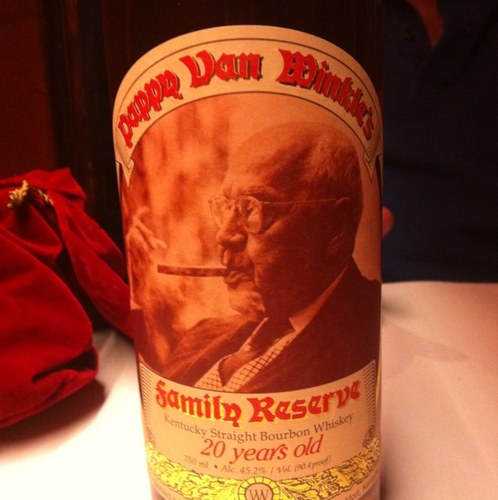 Pappy Van Winkle's
Family Reserve
Kentucky Straight Bourbon Whiskey
20 years old
750 ml. • Alc. 45.2% / Vol. (90.4 proof)
W